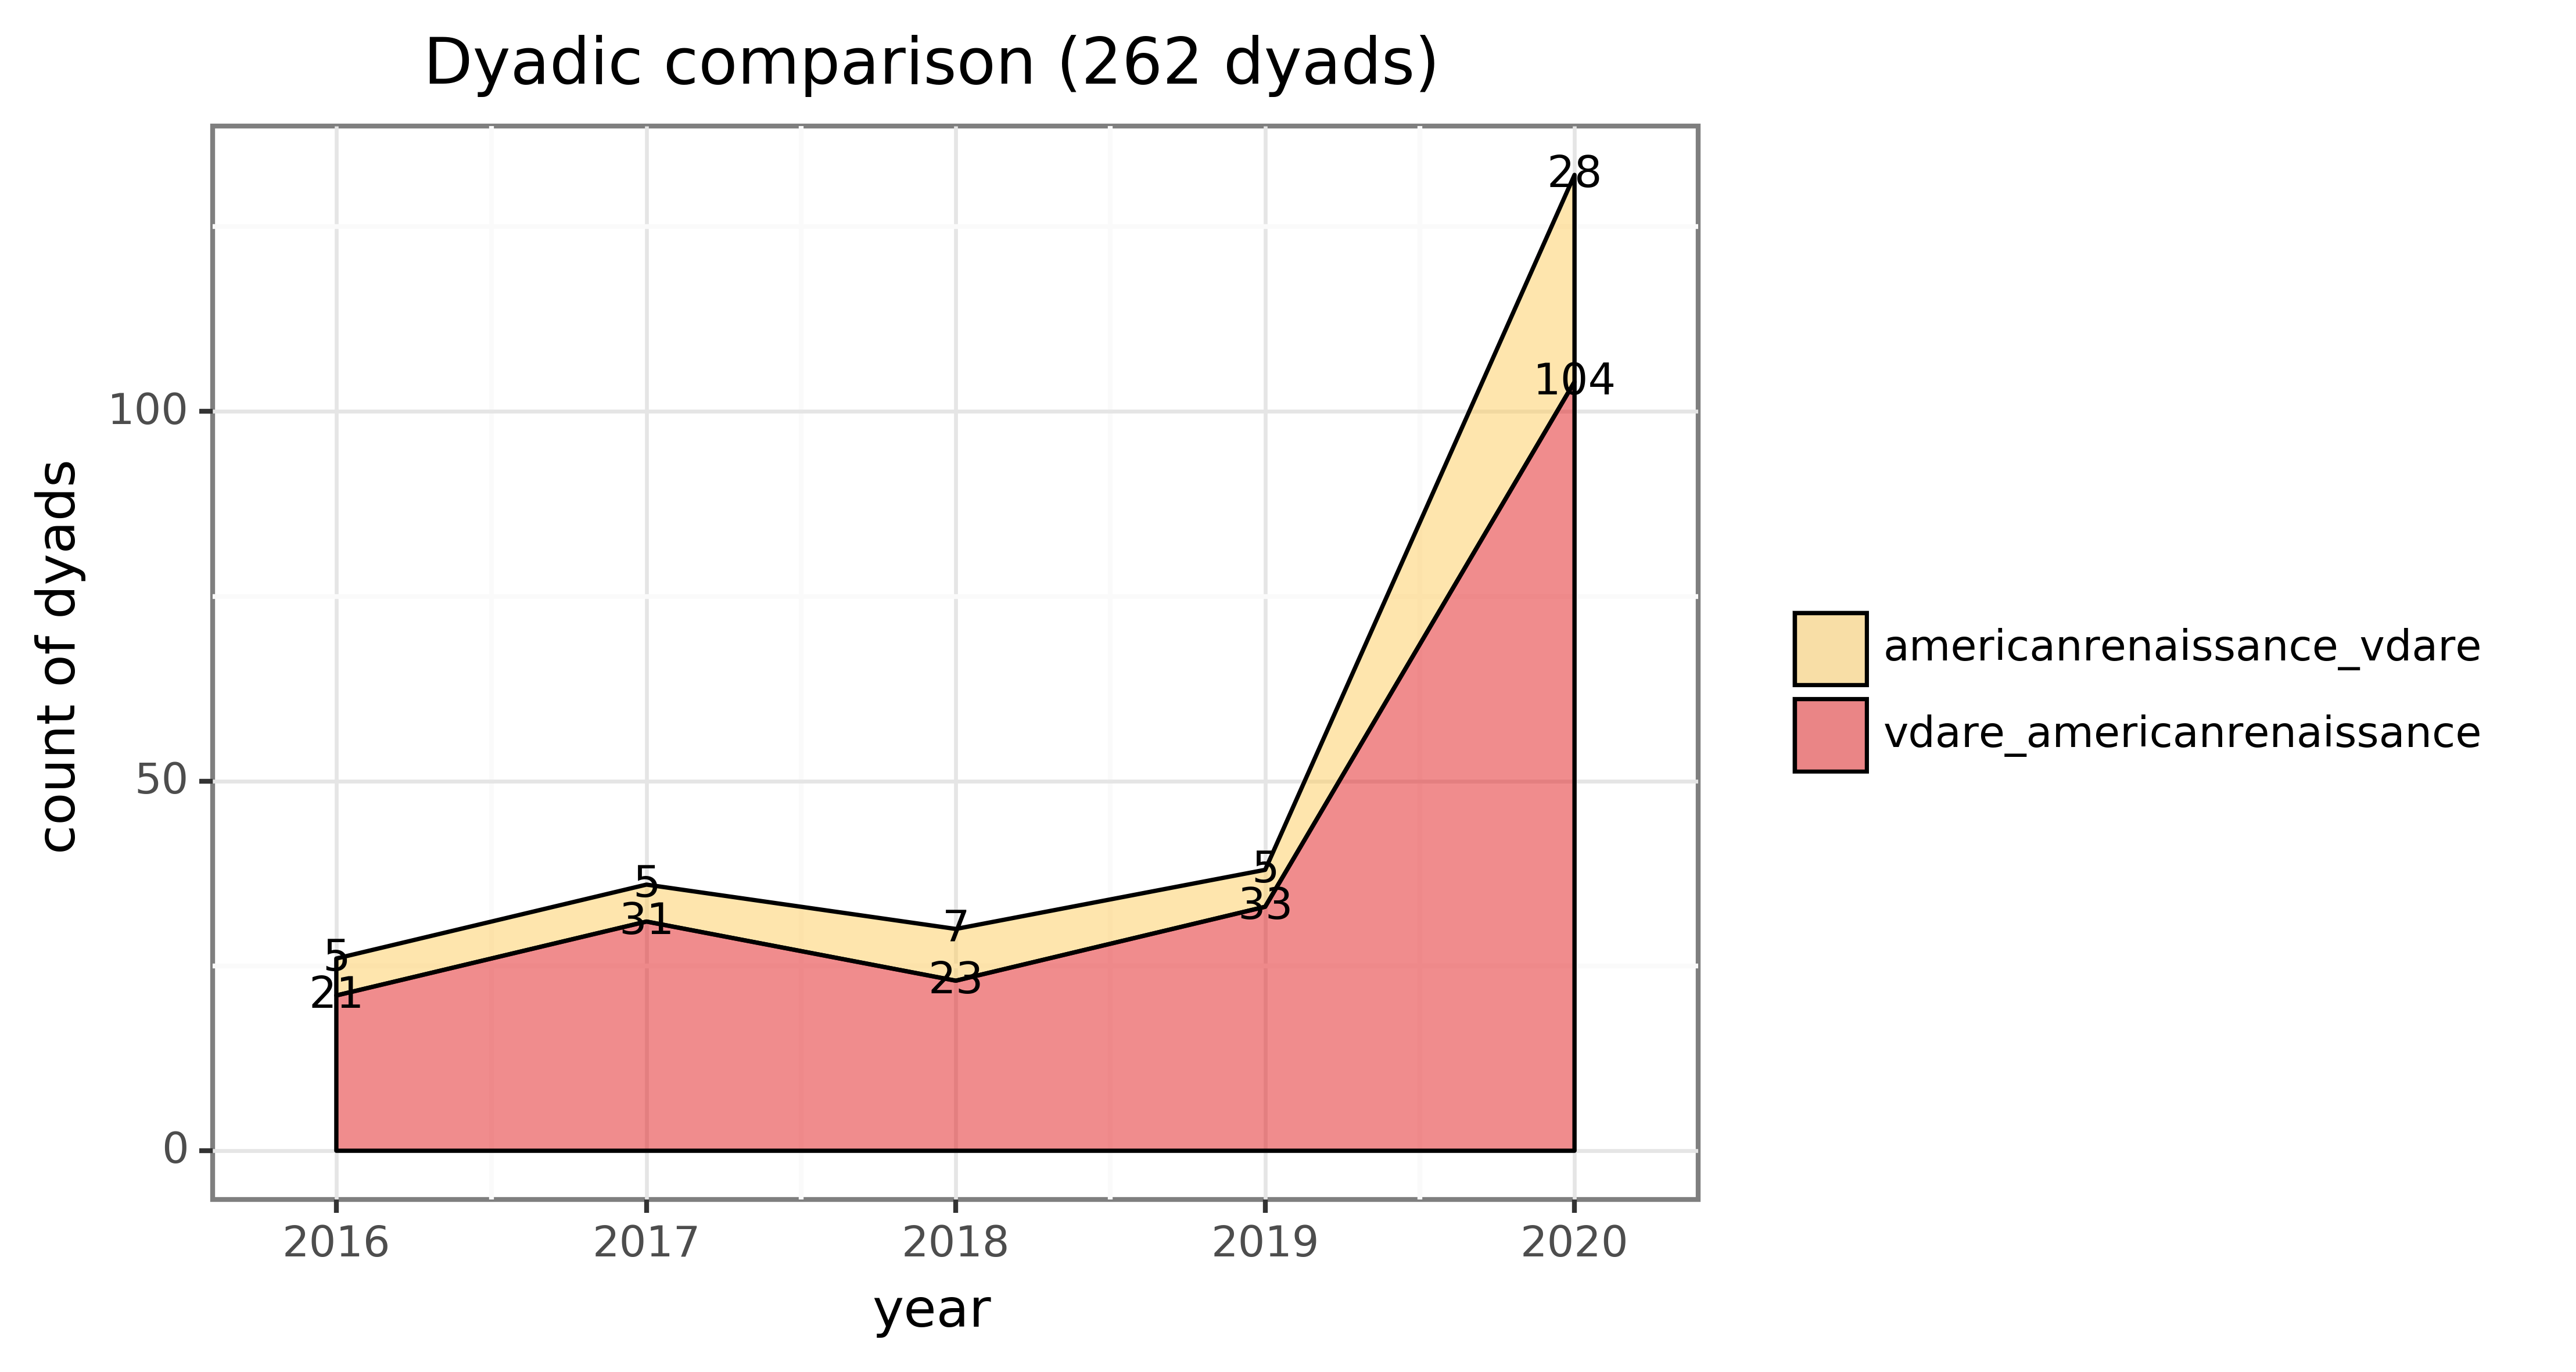 Dyadic comparison (262 dyads)
count of dyads
100
50
0
28
104
5
31
5
21
7
23
5
33
2016 2017 2018 2019 2020
year
americanrenaissance_vdare
vdare_americanrenaissance